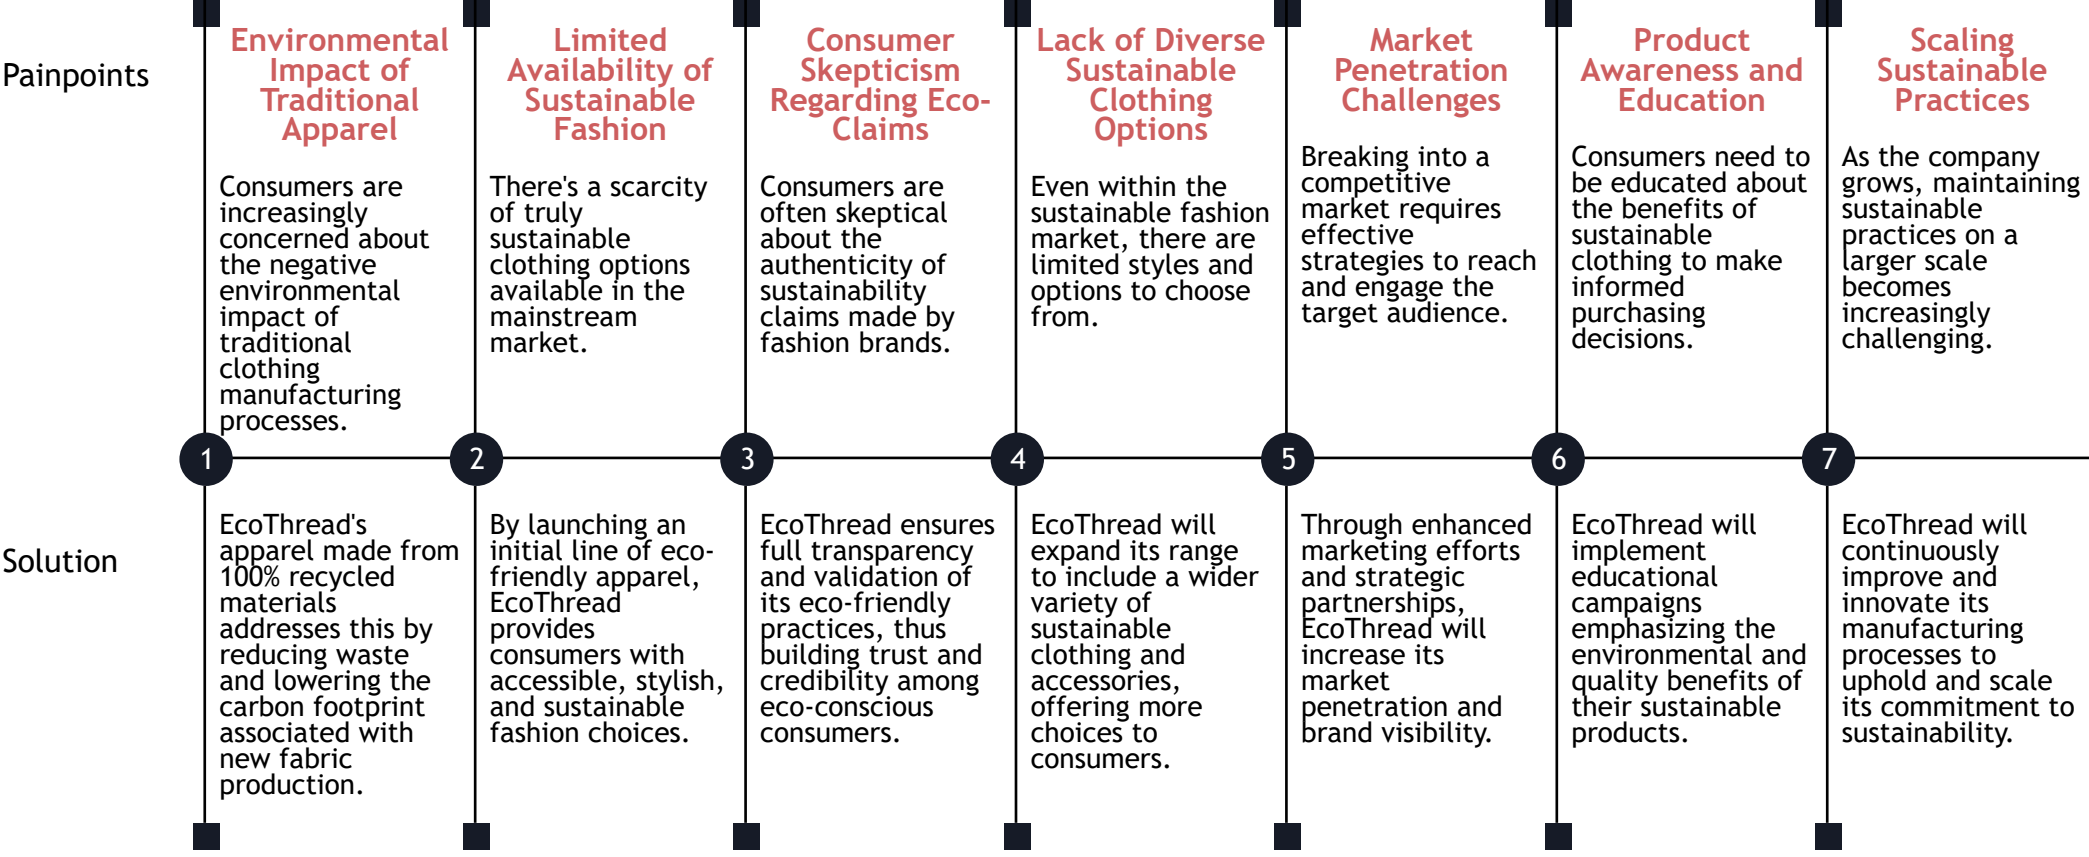 Painpoints
Environmental
Impact of
Traditional
Apparel
Consumers are
increasingly
concerned about
the negative
environmental
impact of
traditional
clothing
manufacturing
processes.
Limited
Availability of
Sustainable
Fashion
There's a scarcity
of truly
sustainable
clothing options
available in the
mainstream
market.
Consumer
Skepticism
Regarding Eco-
Claims
Consumers are
often skeptical
about the
authenticity of
sustainability
claims made by
fashion brands.
Lack of Diverse
Sustainable
Clothing
Options
Even within the
sustainable fashion
market, there are
limited styles and
options to choose
from.
Market
Penetration
Challenges
Breaking into a
competitive
market requires
effective
strategies to reach
and engage the
target audience.
Product
Awareness and
Education
Consumers need to
be educated about
the benefits of
sustainable
clothing to make
informed
purchasing
decisions.
Scaling
Sustainable
Practices
As the company
grows, maintaining
sustainable
practices on a
larger scale
becomes
increasingly
challenging.
1
2
3
4
5
6
7
Solution
EcoThread's
apparel made from
100% recycled
materials
addresses this by
reducing waste
and lowering the
carbon footprint
associated with
new fabric
production.
By launching an
initial line of eco-
friendly apparel,
EcoThread
provides
consumers with
accessible, stylish,
and sustainable
fashion choices.
EcoThread ensures
full transparency
and validation of
its eco-friendly
practices, thus
building trust and
credibility among
eco-conscious
consumers.
EcoThread will
expand its range
to include a wider
variety of
sustainable
clothing and
accessories,
offering more
choices to
consumers.
Through enhanced
marketing efforts
and strategic
partnerships,
EcoThread will
increase its
market
penetration and
brand visibility.
EcoThread will
implement
educational
campaigns
emphasizing the
environmental and
quality benefits of
their sustainable
products.
EcoThread will
continuously
improve and
innovate its
manufacturing
processes to
uphold and scale
its commitment to
sustainability.